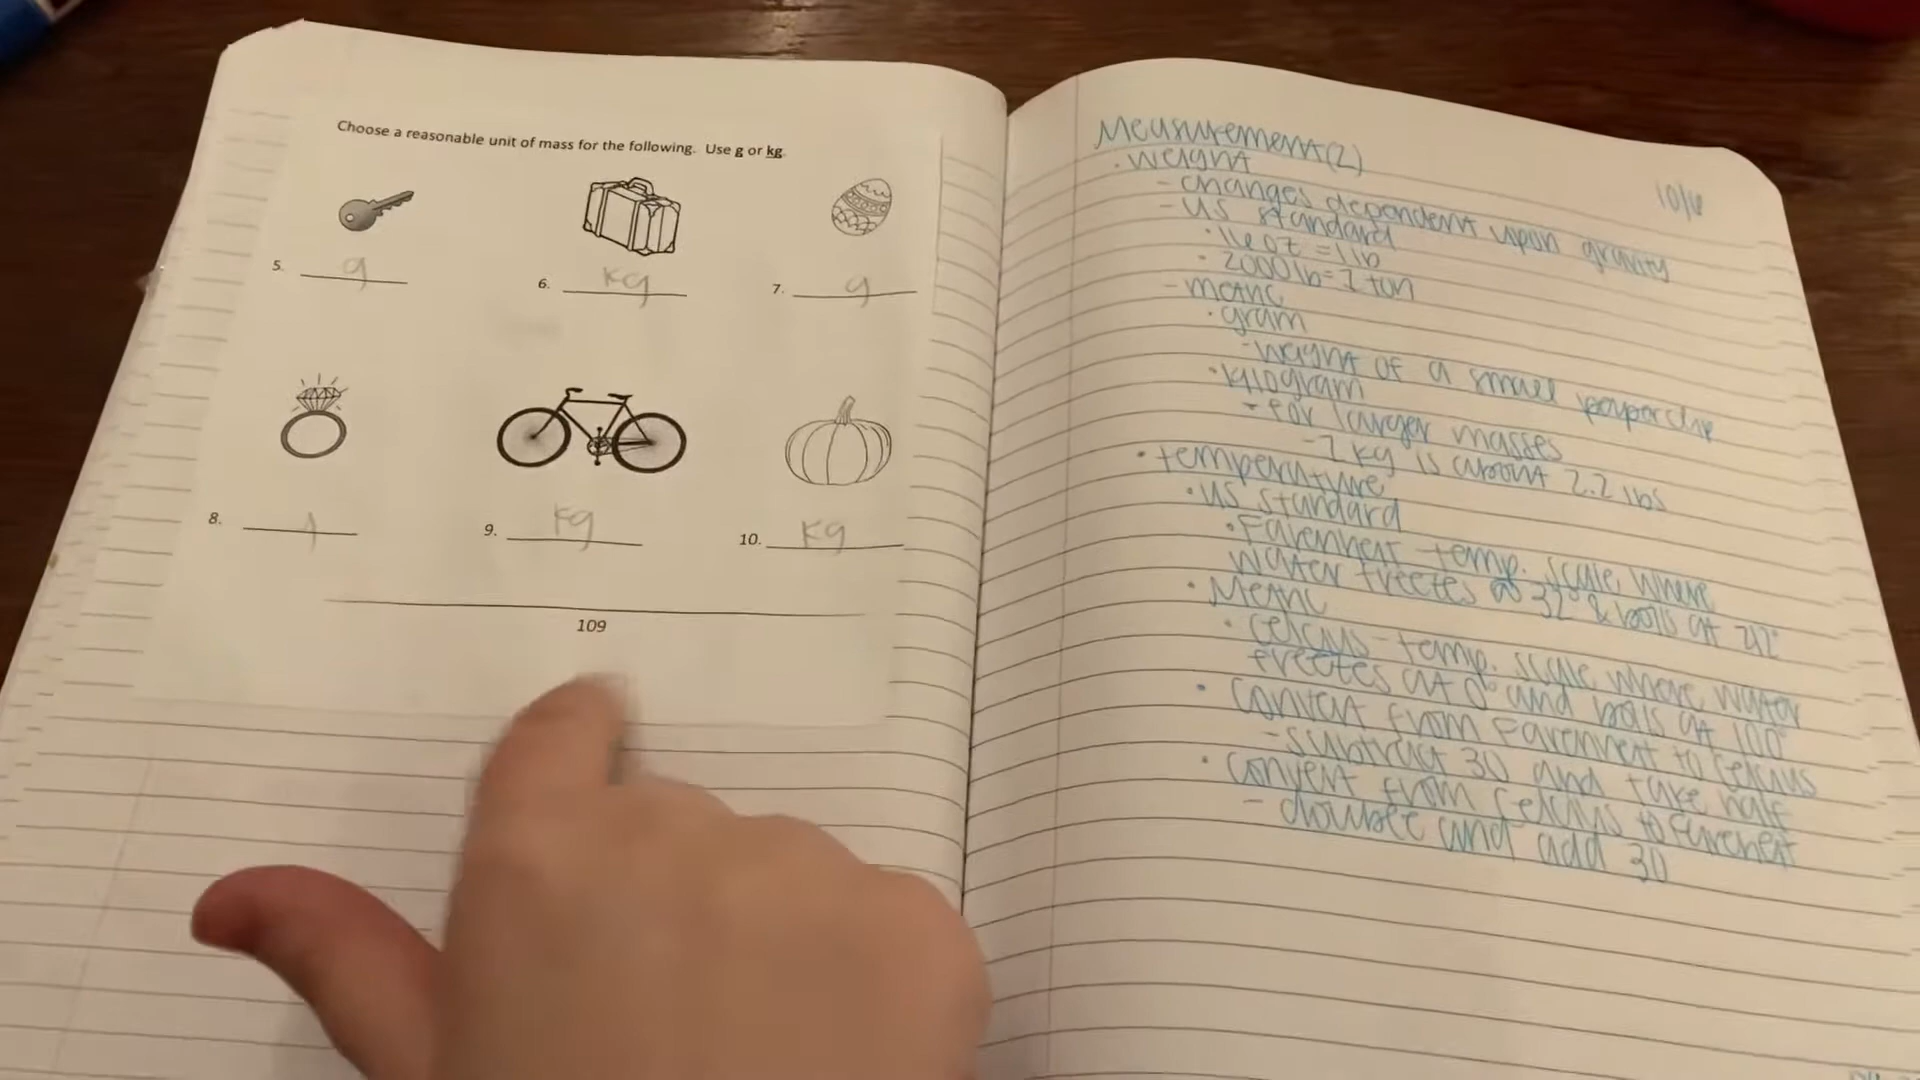 Choose a reasonable unit of mass for the following. Use g or kg.
5. g
6. kg
7. g
8.
9. kg
10. kg
109
Measurement(2)
10/6
· weight
- changes dependent upon gravity
- US standard
· 16 oz = 1 lb
· 2000 lb = 1 ton
- metric
· gram
- weight of a small paperclip
· kilogram
- for larger masses
- 1 kg is about 2.2 lbs
· temperature
· US standard
· Farenheit temp. scale where
water freezes @ 32° & boils at 212°
· Metric
· celcius - temp. scale where water
freezes at 0° and boils at 100°
· convert from Farenheit to celcius
- subtract 30 and take half
· convert from celcius to farenheit
- double and add 30